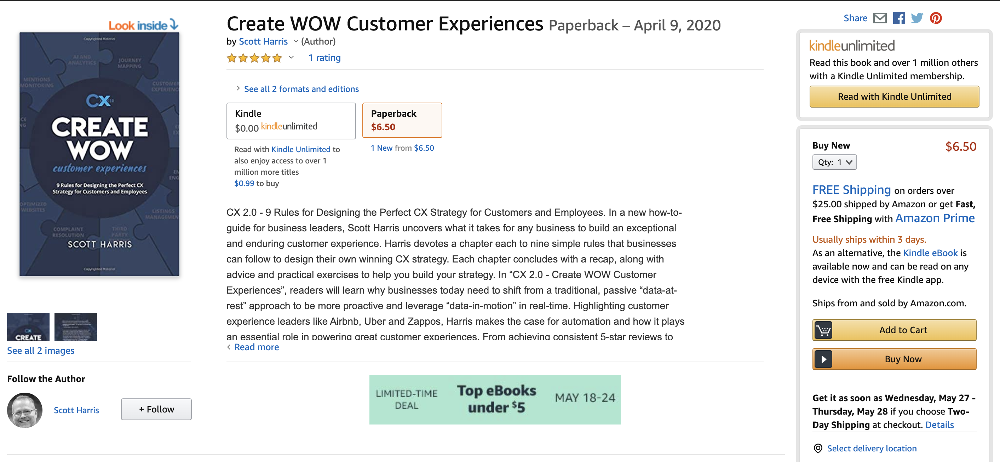 Look inside
Copyrighted Material
AI AND
ANALYTICS
JOURNEY
MAPPING
MENTIONS
MONITORING
CUSTOMER
EXPERIENC
CX 2.0
CREATE
WOW
customer experiences
9 Rules for Designing the Perfect CX
Strategy for Customers and Employees
OPTIMIZED
WEBSITES
LISTINGS
MANAGEMEN
COMPLAINT
RESOLUTION
THIRD
PARTY
SCOTT HARRIS
Copyrighted Material
CX
CREATE
See all 2 images
Follow the Author
Scott Harris
+ Follow
Create WOW Customer Experiences Paperback – April 9, 2020
by Scott Harris (Author)
1 rating
See all 2 formats and editions
Kindle
$0.00 kindleunlimited
Read with Kindle Unlimited to
also enjoy access to over 1
million more titles
$0.99 to buy
Paperback
$6.50
1 New from $6.50
CX 2.0 - 9 Rules for Designing the Perfect CX Strategy for Customers and Employees. In a new how-to-
guide for business leaders, Scott Harris uncovers what it takes for any business to build an exceptional
and enduring customer experience. Harris devotes a chapter each to nine simple rules that businesses
can follow to design their own winning CX strategy. Each chapter concludes with a recap, along with
advice and practical exercises to help you build your strategy. In “CX 2.0 - Create WOW Customer
Experiences”, readers will learn why businesses today need to shift from a traditional, passive “data-at-
rest” approach to be more proactive and leverage “data-in-motion” in real-time. Highlighting customer
experience leaders like Airbnb, Uber and Zappos, Harris makes the case for automation and how it plays
an essential role in powering great customer experiences. From achieving consistent 5-star reviews to
Read more
LIMITED-TIME
DEAL
Top eBooks
under $5
MAY 18-24
Share
kindleunlimited
Read this book and over 1 million others
with a Kindle Unlimited membership.
Read with Kindle Unlimited
Buy New
$6.50
Qty: 1
FREE Shipping on orders over
$25.00 shipped by Amazon or get Fast,
Free Shipping with Amazon Prime
Usually ships within 3 days.
As an alternative, the Kindle eBook is
available now and can be read on any
device with the free Kindle app.
Ships from and sold by Amazon.com.
Add to Cart
Buy Now
Get it as soon as Wednesday, May 27 -
Thursday, May 28 if you choose Two-
Day Shipping at checkout. Details
Select delivery location